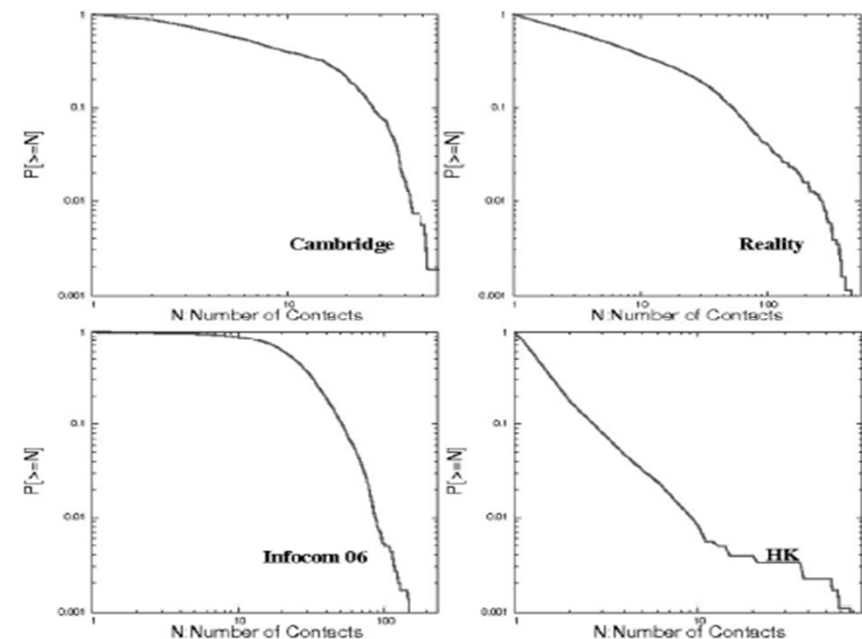 1
0.1
0.01
0.001
P[>=N]
Cambridge
1
10
N:Number of Contacts
1
0.1
0.01
0.001
P[>=N]
Reality
1
10
100
N:Number of Contacts
1
0.1
0.01
0.001
P[>=N]
Infocom 06
1
10
100
N:Number of Contacts
1
0.1
0.01
0.001
P[>=N]
HK
1
10
N:Number of Contacts